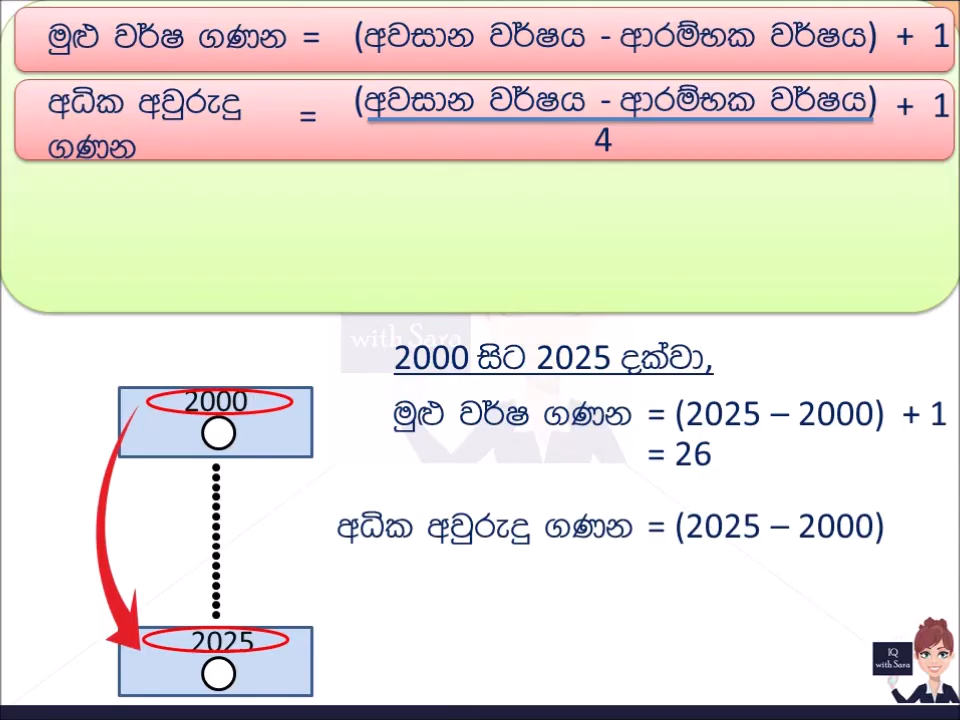 මුළු වර්ෂ ගණන = (අවසාන වර්ෂය - ආරම්භක වර්ෂය) + 1
අධික අවුරුදු ගණන = (අවසාන වර්ෂය - ආරම්භක වර්ෂය) + 1
4
with Sara
2000 සිට 2025 දක්වා,
2000
මුළු වර්ෂ ගණන = (2025 – 2000) + 1
= 26
අධික අවුරුදු ගණන = (2025 – 2000)
2025
IQ
with Sara